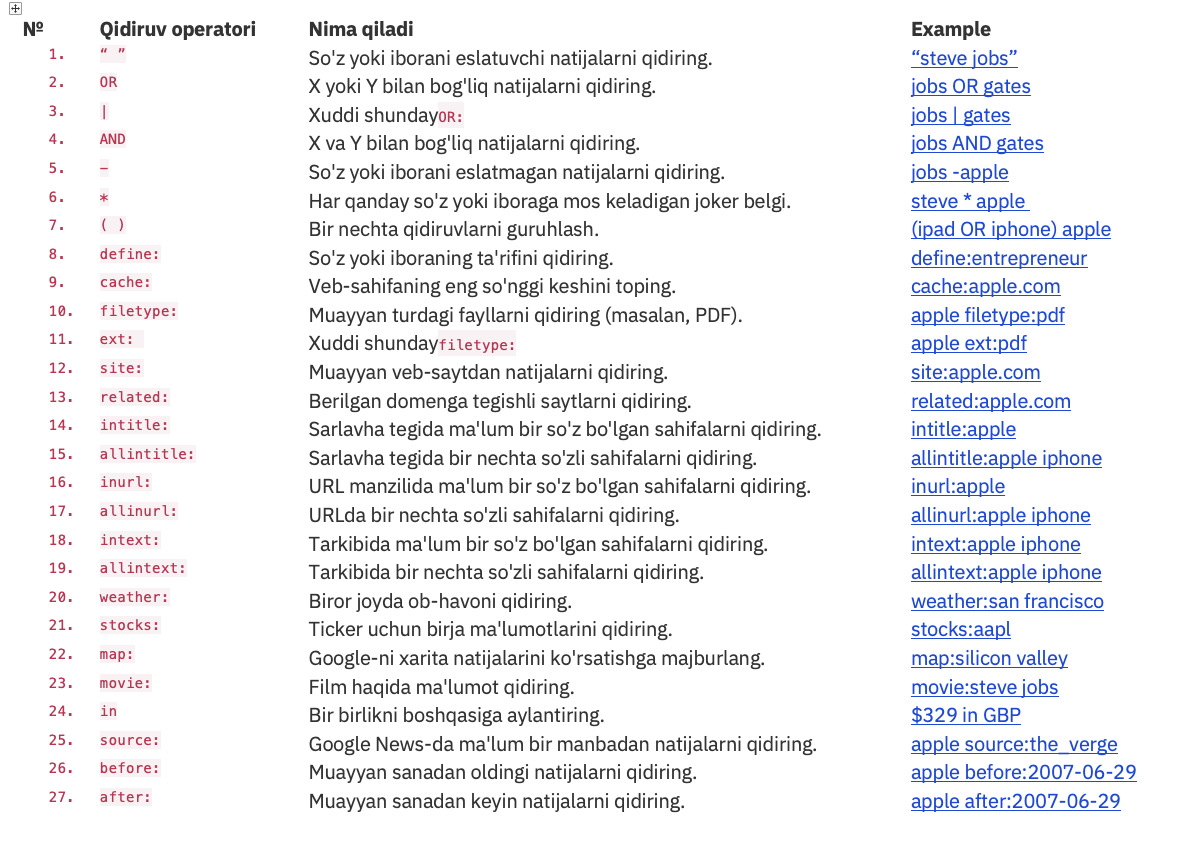 № Qidiruv operatori Nima qiladi Example
1. “ ” So'z yoki iborani eslatuvchi natijalarni qidiring. “steve jobs”
2. OR X yoki Y bilan bog'liq natijalarni qidiring. jobs OR gates
3. | Xuddi shundayOR: jobs | gates
4. AND X va Y bilan bog'liq natijalarni qidiring. jobs AND gates
5. − So'z yoki iborani eslatmagan natijalarni qidiring. jobs -apple
6. * Har qanday so'z yoki iboraga mos keladigan joker belgi. steve * apple
7. ( ) Bir nechta qidiruvlarni guruhlash. (ipad OR iphone) apple
8. define: So'z yoki iboraning ta'rifini qidiring. define:entrepreneur
9. cache: Veb-sahifaning eng so'nggi keshini toping. cache:apple.com
10. filetype: Muayyan turdagi fayllarni qidiring (masalan, PDF). apple filetype:pdf
11. ext: Xuddi shundayfiletype: apple ext:pdf
12. site: Muayyan veb-saytdan natijalarni qidiring. site:apple.com
13. related: Berilgan domenga tegishli saytlarni qidiring. related:apple.com
14. intitle: Sarlavha tegida ma'lum bir so'z bo'lgan sahifalarni qidiring. intitle:apple
15. allintitle: Sarlavha tegida bir nechta so'zli sahifalarni qidiring. allintitle:apple iphone
16. inurl: URL manzilida ma'lum bir so'z bo'lgan sahifalarni qidiring. inurl:apple
17. allinurl: URLda bir nechta so'zli sahifalarni qidiring. allinurl:apple iphone
18. intext: Tarkibida ma'lum bir so'z bo'lgan sahifalarni qidiring. intext:apple iphone
19. allintext: Tarkibida bir nechta so'zli sahifalarni qidiring. allintext:apple iphone
20. weather: Biror joyda ob-havoni qidiring. weather:san francisco
21. stocks: Ticker uchun birja ma'lumotlarini qidiring. stocks:aapl
22. map: Google-ni xarita natijalarini ko'rsatishga majburlang. map:silicon valley
23. movie: Film haqida ma'lumot qidiring. movie:steve jobs
24. in Bir birlikni boshqasiga aylantiring. $329 in GBP
25. source: Google News-da ma'lum bir manbadan natijalarni qidiring. apple source:the_verge
26. before: Muayyan sanadan oldingi natijalarni qidiring. apple before:2007-06-29
27. after: Muayyan sanadan keyin natijalarni qidiring. apple after:2007-06-29